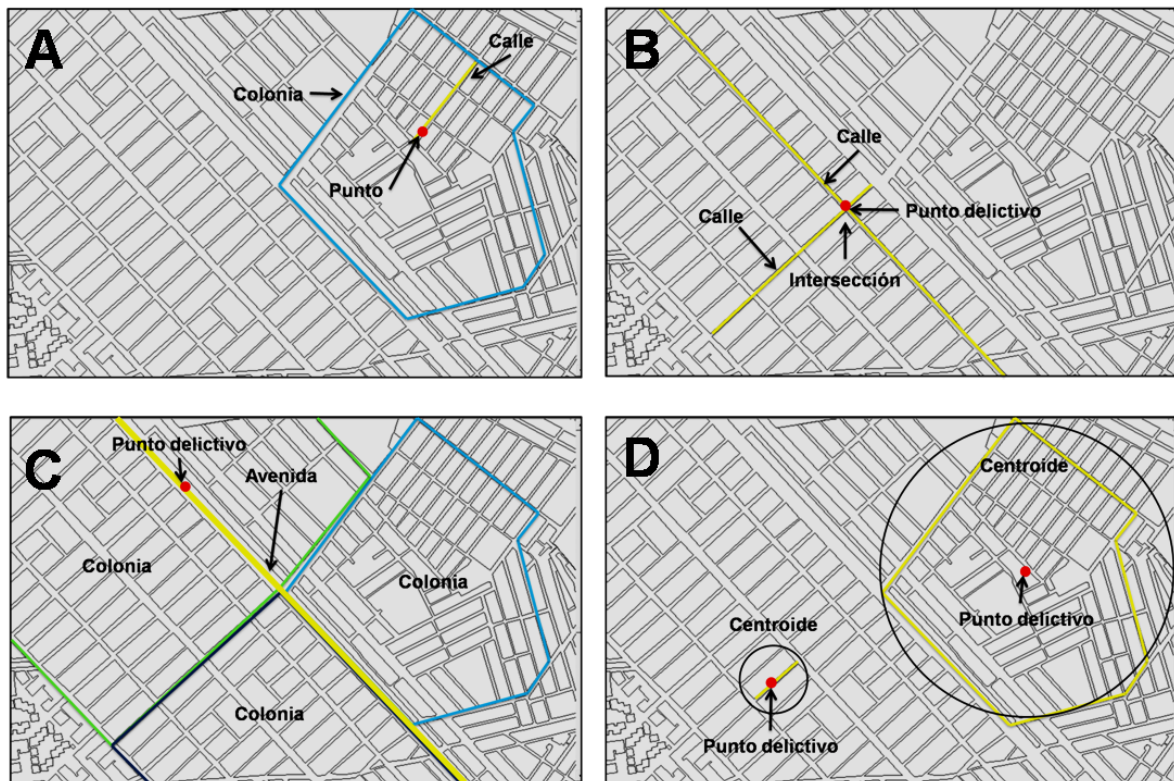 A
Calle
Colonia
Punto
B
Calle
Calle
Punto delictivo
Intersección
C
Punto delictivo
Avenida
Colonia
Colonia
Colonia
D
Centroide
Punto delictivo
Centroide
Punto delictivo